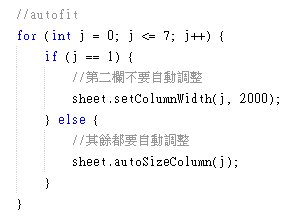 //autofit
for (int j = 0; j <= 7; j++) {
if (j == 1) {
//第二欄不要自動調整
sheet.setColumnWidth(j, 2000);
} else {
//其餘都要自動調整
sheet.autoSizeColumn(j);
}
}